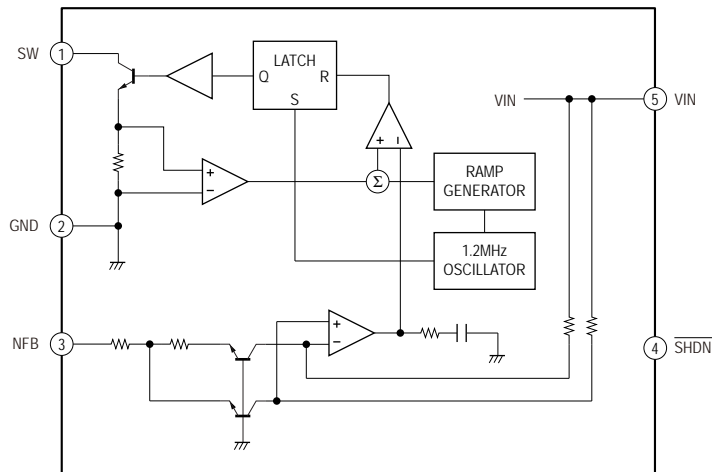 SW 1
LATCH
Q R
S
VIN
5 VIN
+ −
Σ
RAMP
GENERATOR
+
−
GND 2
1.2MHz
OSCILLATOR
NFB 3
+
−
4 SHDN